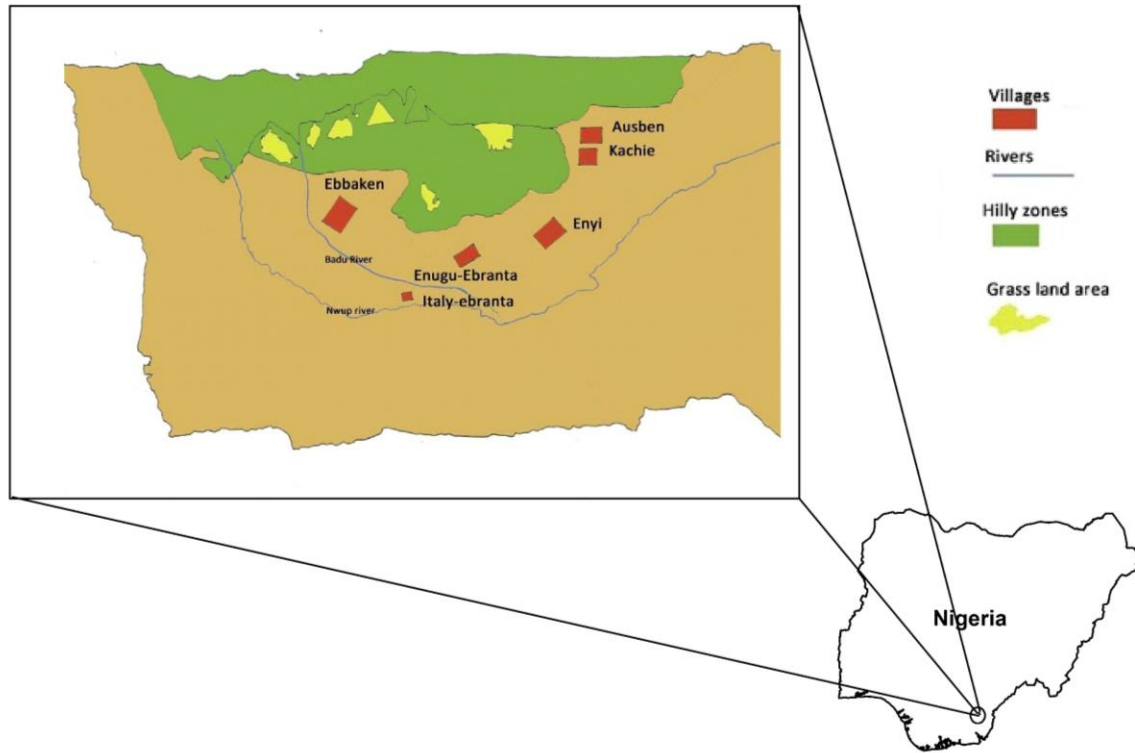 Ausben
Kachie
Ebbaken
Enyi
Badu River
Enugu-Ebranta
Italy-ebranta
Nwup river
Villages
Rivers
Hilly zones
Grass land area
Nigeria